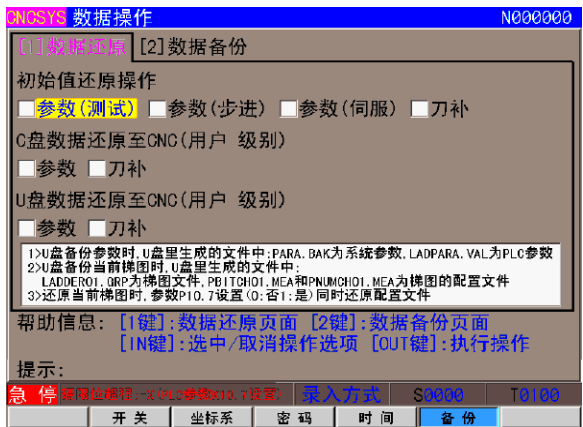 CNCSYS 数据操作 N000000
[1]数据还原 [2]数据备份
初始值还原操作
参数(测试) 参数(步进) 参数(伺服) 刀补
C盘数据还原至CNC(用户 级别)
参数 刀补
U盘数据还原至CNC(用户 级别)
参数 刀补
1>U盘备份参数时,U盘里生成的文件中:PARA.BAK为系统参数,LADPARA.VAL为PLC参数
2>U盘备份当前梯图时,U盘里生成的文件中:
LADDER01.GRP为梯图文件,PBITCH01.MEA和PNUMCH01.MEA为梯图的配置文件
3>还原当前梯图时,参数P10.7设置(0:否1:是)同时还原配置文件
帮助信息: [1键]:数据还原页面 [2键]:数据备份页面
[IN键]:选中/取消操作选项 [OUT键]:执行操作
提示:
急 停 录入方式 S0000 T0100
开关 坐标系 密码 时间 备份